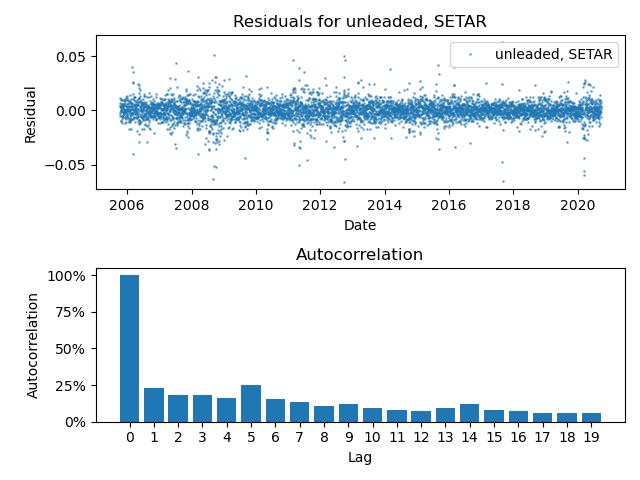 Residuals for unleaded, SETAR
unleaded, SETAR
0.05
0.00
−0.05
Residual
2006 2008 2010 2012 2014 2016 2018 2020
Date
Autocorrelation
100%
75%
50%
25%
0%
Autocorrelation
0 1 2 3 4 5 6 7 8 9 10 11 12 13 14 15 16 17 18 19
Lag